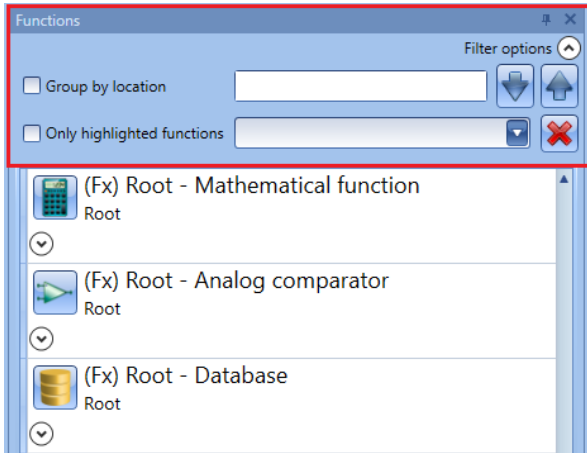 Functions
Filter options
Group by location
Only highlighted functions
(Fx) Root - Mathematical function
Root
(Fx) Root - Analog comparator
Root
(Fx) Root - Database
Root